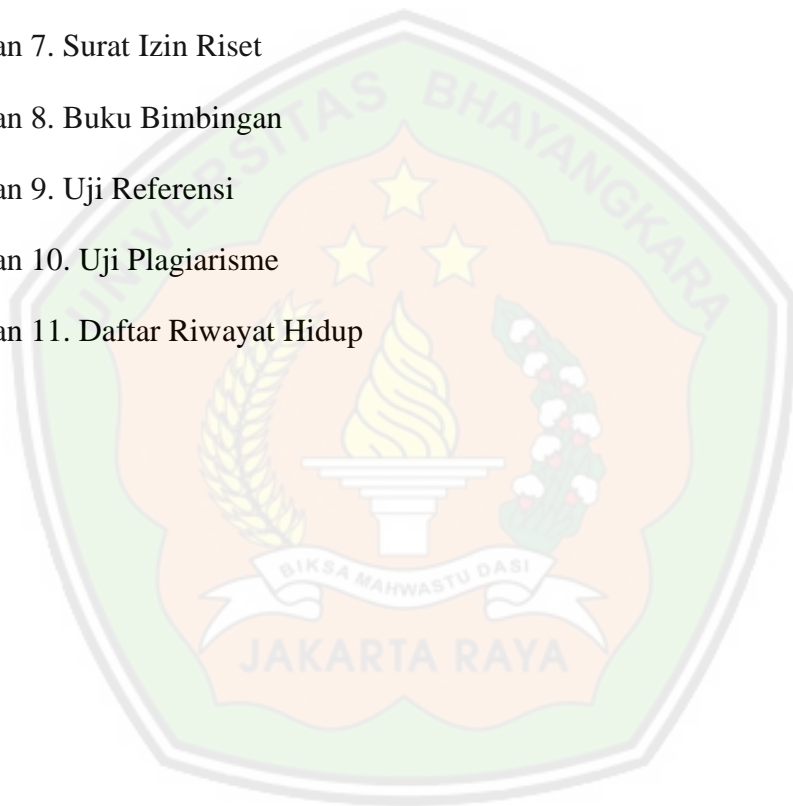 an 7. Surat Izin Riset
an 8. Buku Bimbingan
an 9. Uji Referensi
an 10. Uji Plagiarisme
an 11. Daftar Riwayat Hidup
UNIVERSITAS BHAYANGKARA
BIKSA MAHWASTU DASI
JAKARTA RAYA